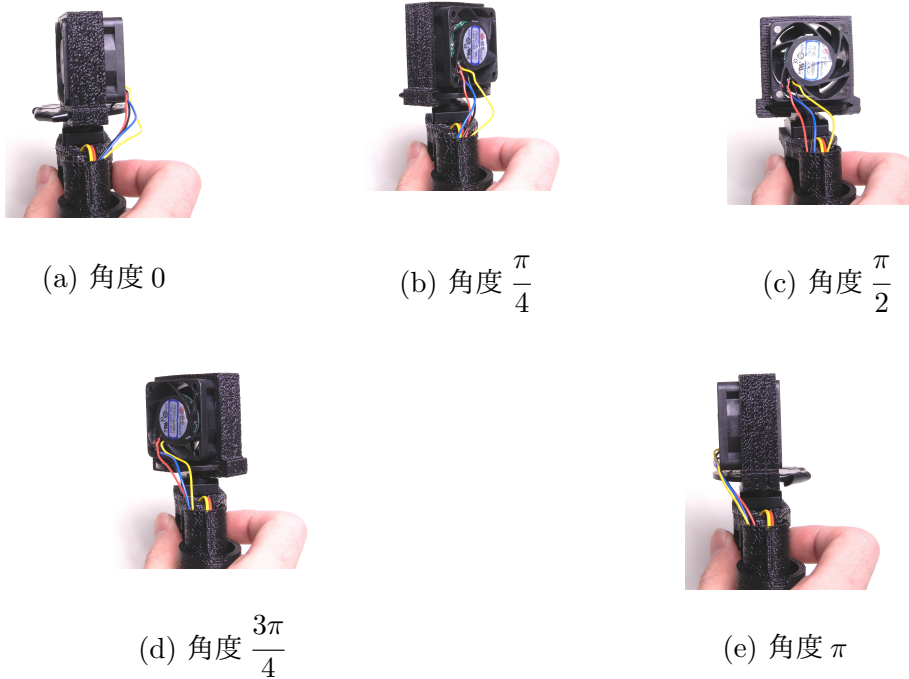 (a) 角度 0
(b) 角度 π/4
(c) 角度 π/2
(d) 角度 3π/4
(e) 角度 π